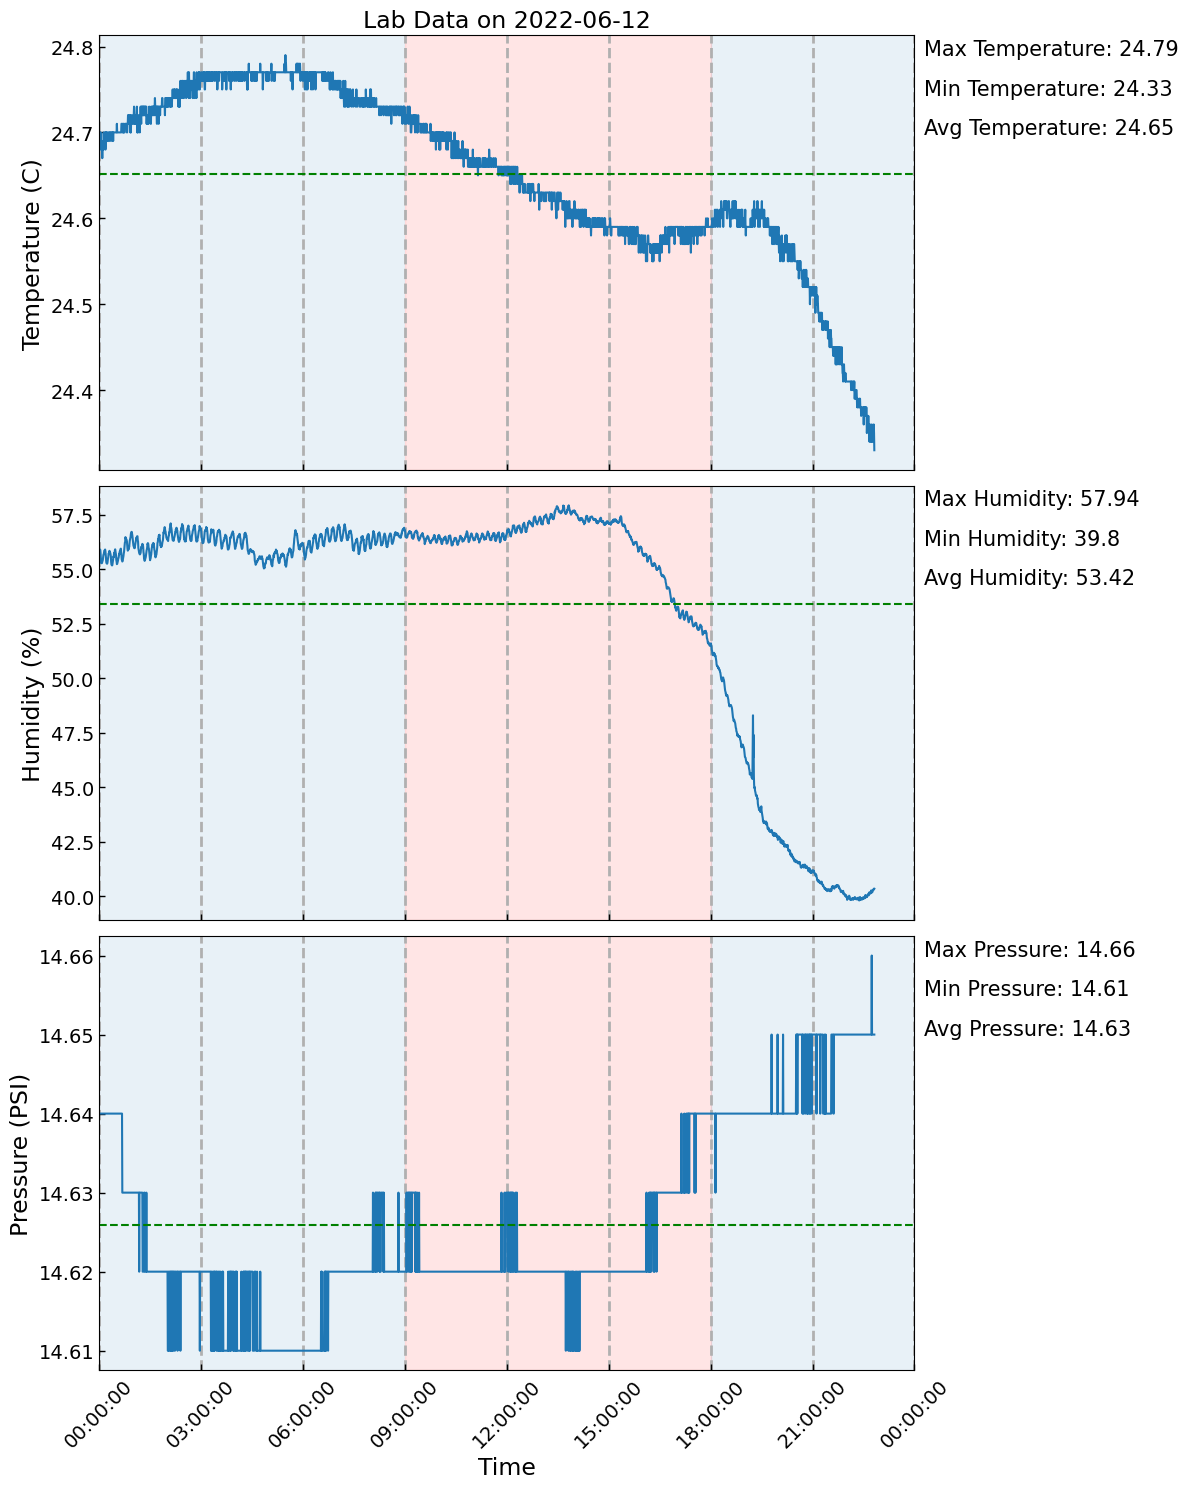 Lab Data on 2022-06-12
24.8
24.7
24.6
24.5
24.4
Temperature (C)
Max Temperature: 24.79
Min Temperature: 24.33
Avg Temperature: 24.65
57.5
55.0
52.5
50.0
47.5
45.0
42.5
40.0
Humidity (%)
Max Humidity: 57.94
Min Humidity: 39.8
Avg Humidity: 53.42
14.66
14.65
14.64
14.63
14.62
14.61
Pressure (PSI)
Max Pressure: 14.66
Min Pressure: 14.61
Avg Pressure: 14.63
00:00:00
03:00:00
06:00:00
09:00:00
12:00:00
15:00:00
18:00:00
21:00:00
00:00:00
Time